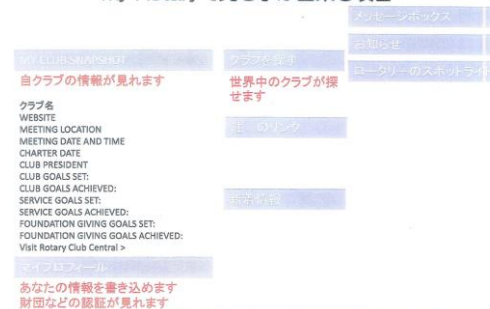 メッセージボックス
お知らせ
ロータリーのスポットライ
MY CLUB SNAPSHOT
自クラブの情報が見れます
クラブ名
WEBSITE
MEETING LOCATION
MEETING DATE AND TIME
CHARTER DATE
CLUB PRESIDENT
CLUB GOALS SET:
CLUB GOALS ACHIEVED:
SERVICE GOALS SET:
SERVICE GOALS ACHIEVED:
FOUNDATION GIVING GOALS SET:
FOUNDATION GIVING GOALS ACHIEVED:
Visit Rotary Club Central >
クラブを探す
世界中のクラブが探
せます
のリンク
マイプロフィール
あなたの情報を書き込めます
財団などの認証が見れます